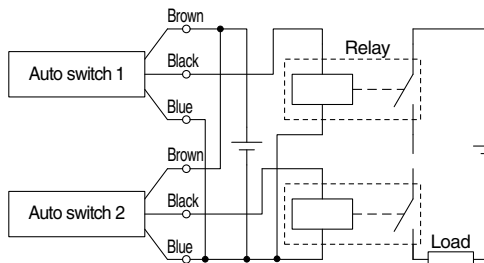 Brown
Relay
Black
Auto switch 1
Blue
Brown
Black
Auto switch 2
Blue
Load